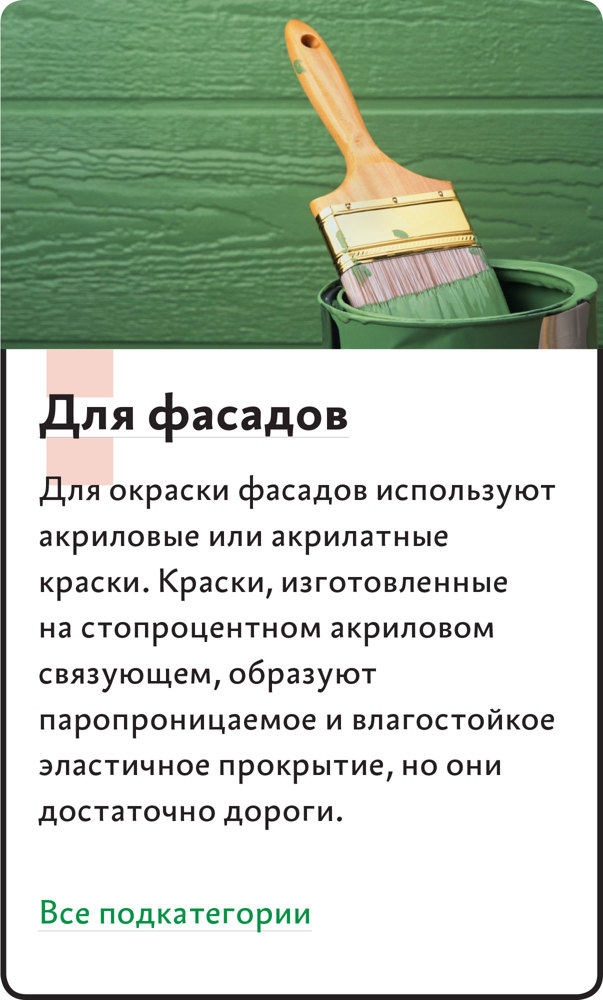 Для фасадов
Для окраски фасадов используют
акриловые или акрилатные
краски. Краски, изготовленные
на стопроцентном акриловом
связующем, образуют
паропроницаемое и влагостойкое
эластичное прокрытие, но они
достаточно дороги.
Все подкатегории